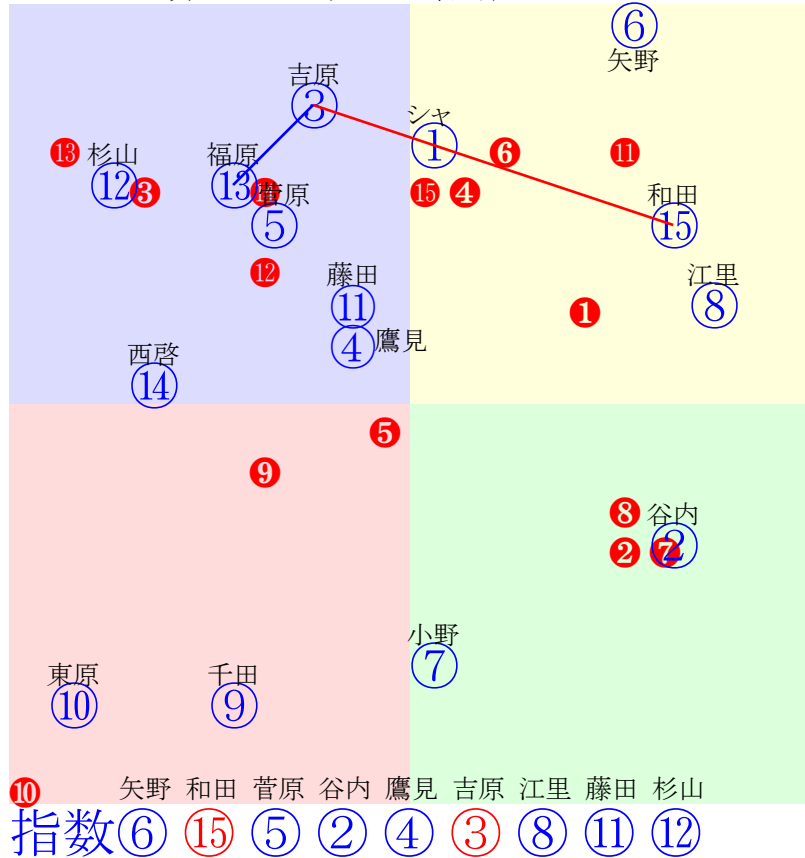 ⑥
矢野
吉原
③
シャ
①
❻
⓭ 杉山 福原 ⓫
⑫ ❸ ⑬ 菅原 ⓯ ❹ 和田
⑤ ⑮
⓬ 藤田 江里
⑪ ❶ ⑧
④ 鷹見
西啓
⑭
❺
❾
❽ 谷内
❷ ❼ ②
小野
⑦
東原 千田
⑩ ⑨
❿ 矢野 和田 菅原 谷内 鷹見 吉原 江里 藤田 杉山
指数 ⑥ ⑮ ⑤ ② ④ ③ ⑧ ⑪ ⑫